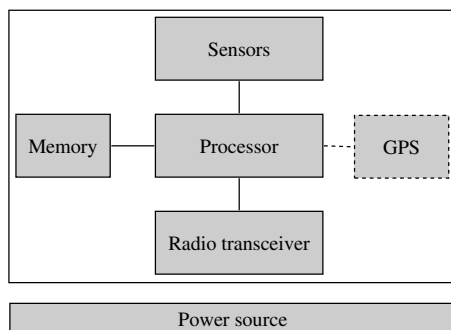 Sensors
Memory
Processor
GPS
Radio transceiver
Power source